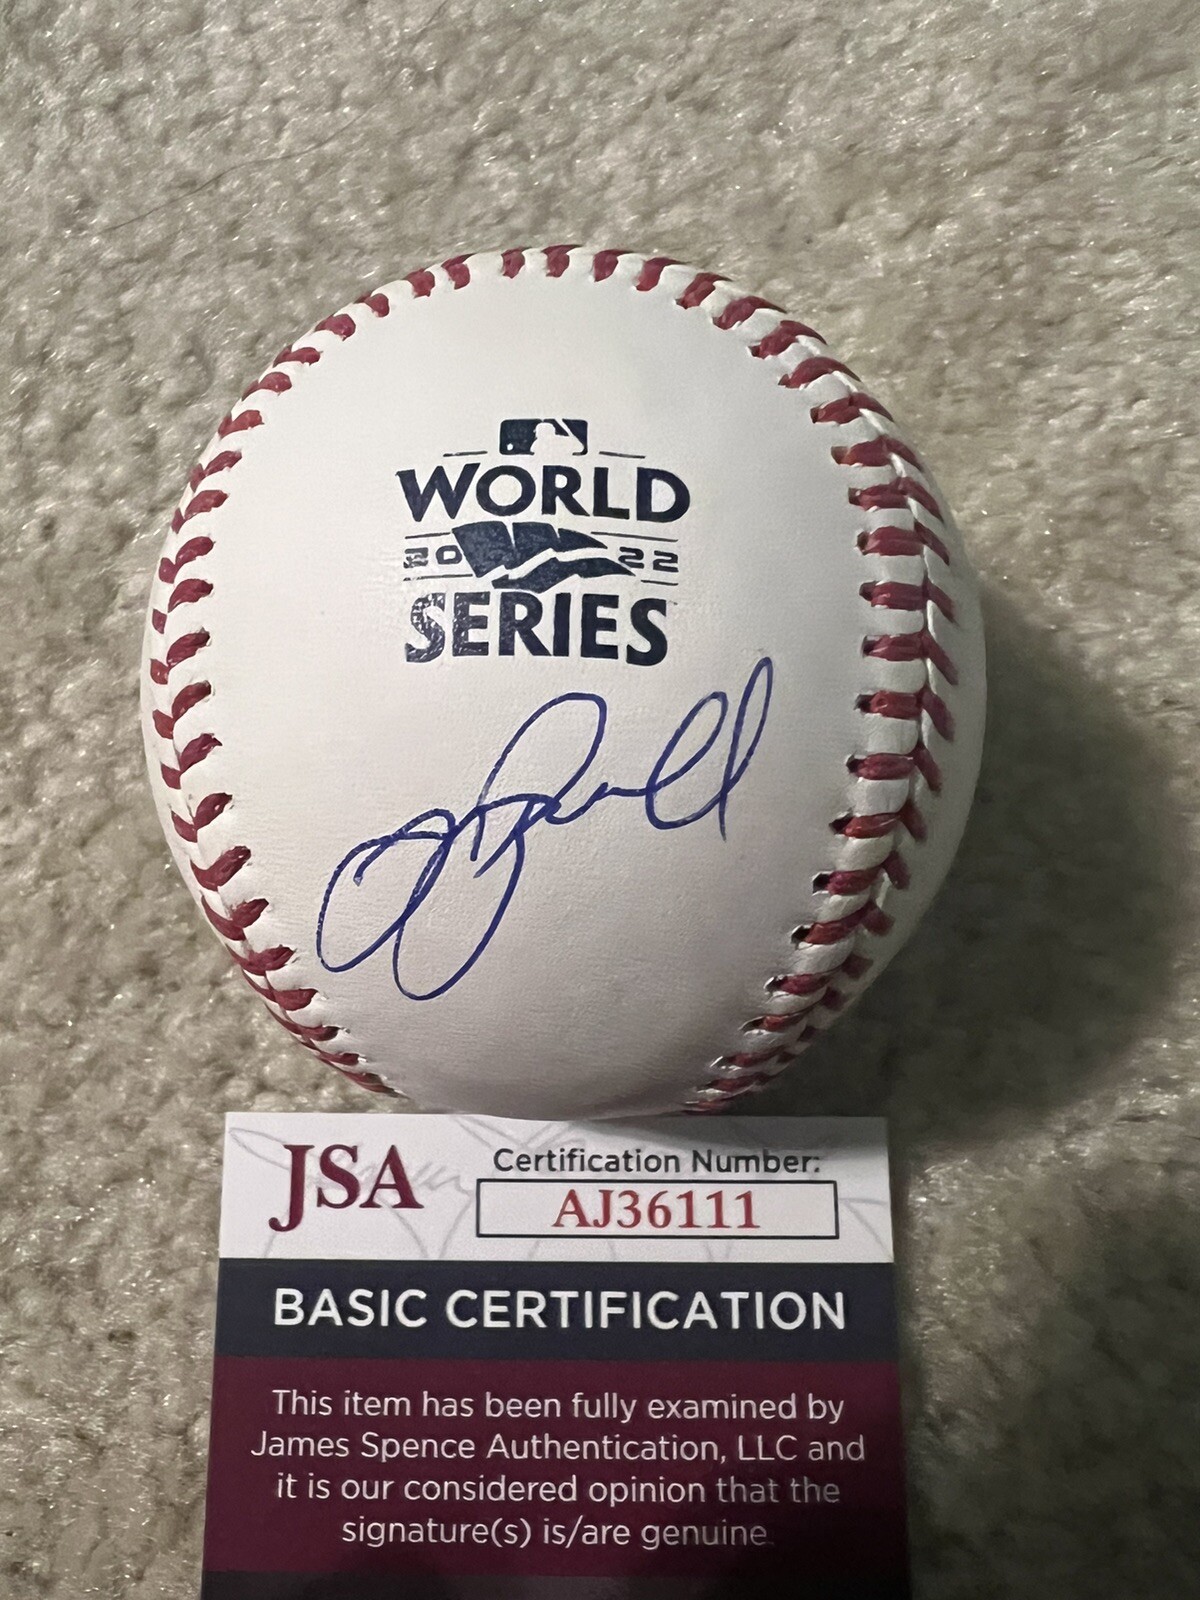 WORLD
2022
SERIES
JSA
Certification Number:
AJ36111
BASIC CERTIFICATION
This item has been fully examined by
James Spence Authentication, LLC and
it is our considered opinion that the
signature(s) is/are genuine.